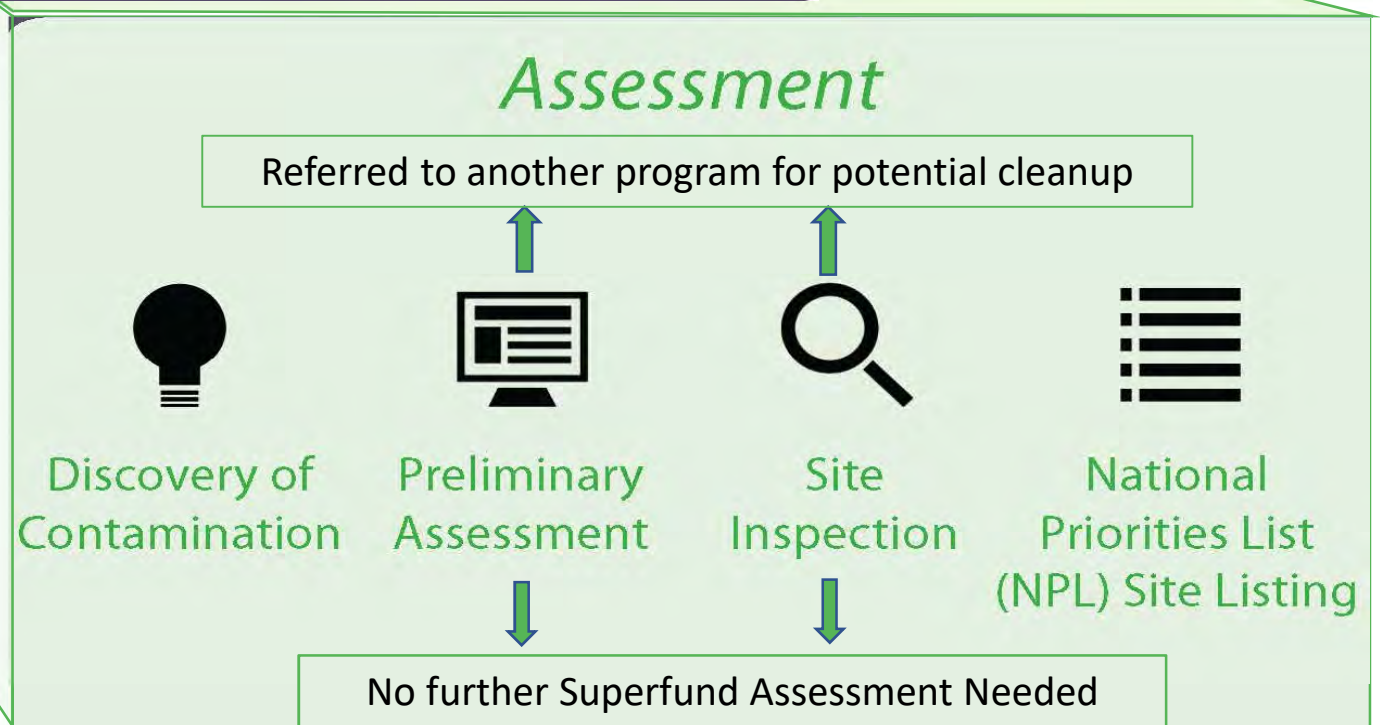 Assessment
Referred to another program for potential cleanup
Discovery of
Contamination
Preliminary
Assessment
Site
Inspection
National
Priorities List
(NPL) Site Listing
No further Superfund Assessment Needed